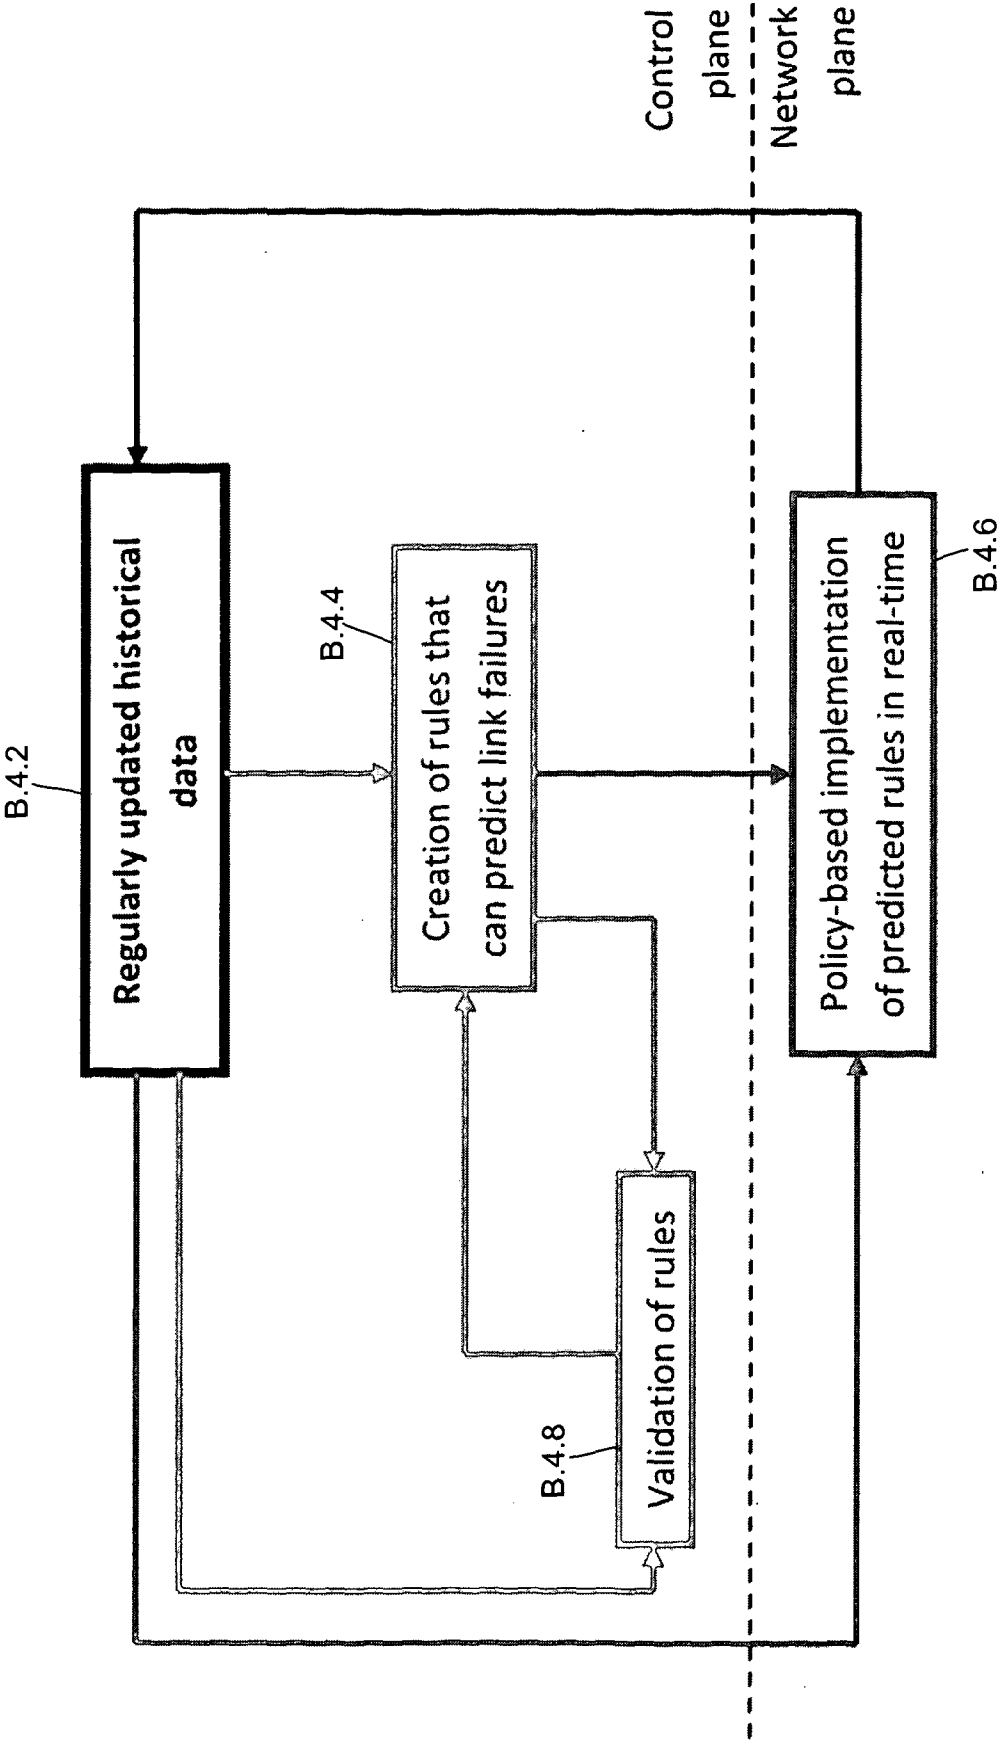 B.4.2
Regularly updated historical
data
B.4.4
Creation of rules that
can predict link failures
B.4.8
Validation of rules
Control
plane
Network
plane
Policy-based implementation
of predicted rules in real-time
B.4.6